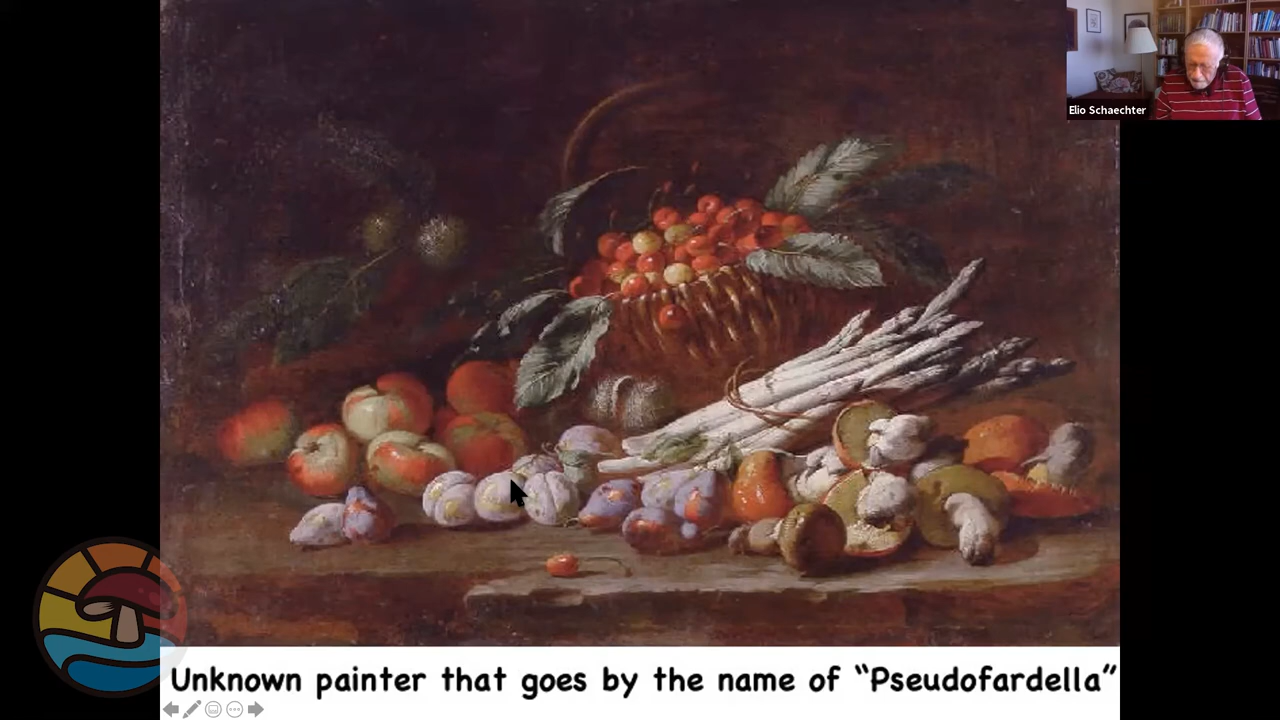 Elio Schaechter
Unknown painter that goes by the name of “Pseudofardella”